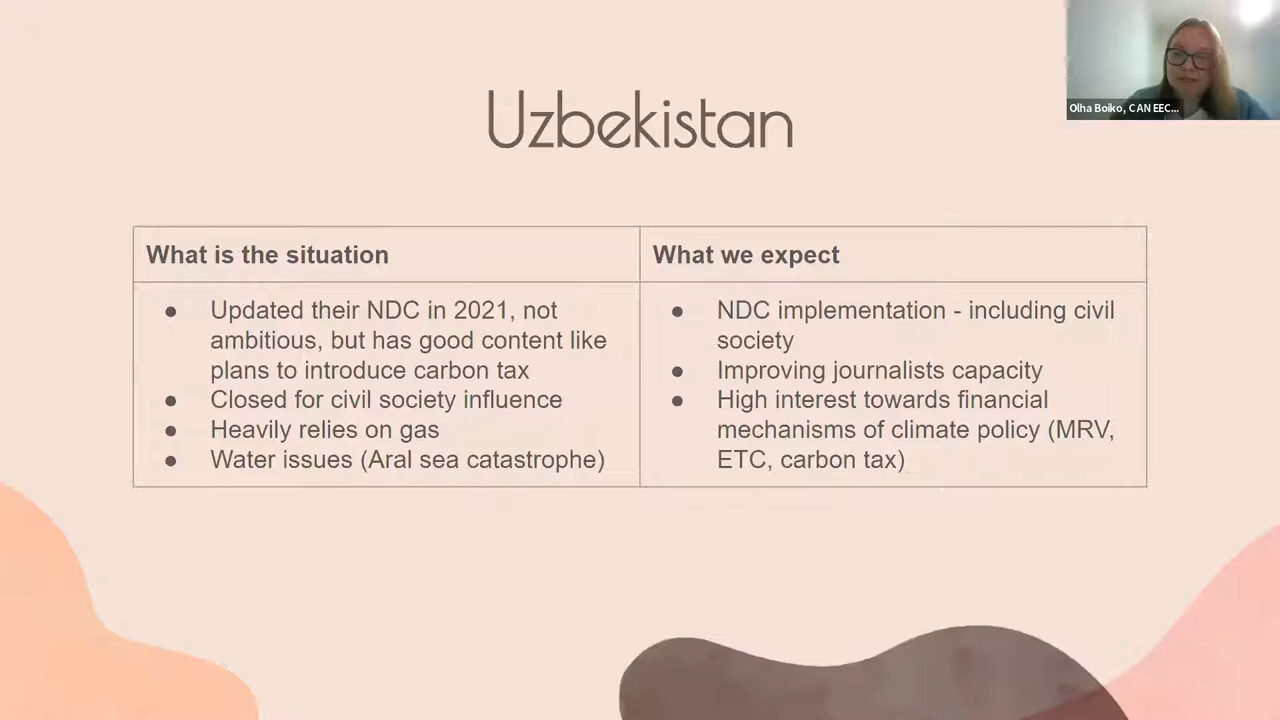 Olha Boiko, CAN EEC...
Uzbekistan
What is the situation
● Updated their NDC in 2021, not
ambitious, but has good content like
plans to introduce carbon tax
● Closed for civil society influence
● Heavily relies on gas
● Water issues (Aral sea catastrophe)
What we expect
● NDC implementation - including civil
society
● Improving journalists capacity
● High interest towards financial
mechanisms of climate policy (MRV,
ETC, carbon tax)